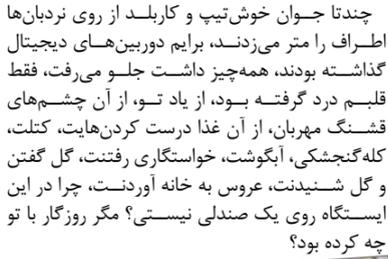 چندتا جوان خوش‌تیپ و کاربلد از روی نردبان‌ها
اطراف را متر می‌زدند، برایم دوربین‌های دیجیتال
گذاشته بودند، همه‌چیز داشت جلو می‌رفت، فقط
قلبم درد گرفته بود، از یاد تو، از آن چشم‌های
قشنگ مهربان، از آن غذا درست کردن‌هایت، کتلت،
کله‌گنجشکی، آبگوشت، خواستگاری رفتنت، گل گفتن
و گل شنیدنت، عروس به خانه آوردنت، چرا در این
ایستگاه روی یک صندلی نیستی؟ مگر روزگار با تو
چه کرده بود؟